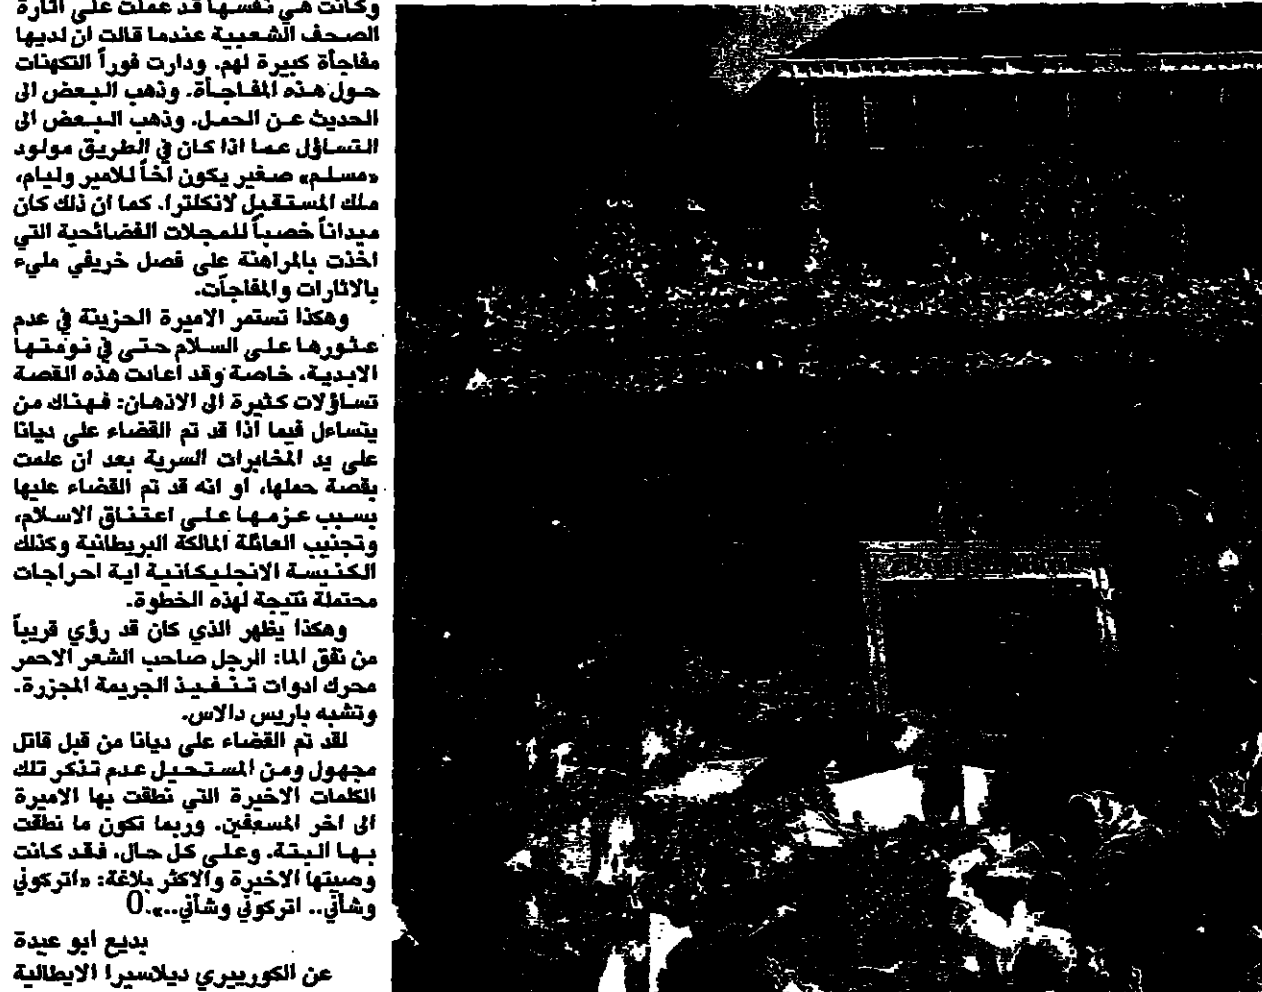 وكانت هي نفسها قد عملت على اثارة
الصحف الشعبية عندما قالت ان لديها
مفاجأة كبيرة لهم. ودارت فوراً التكهنات
حول هذه المفاجأة. وذهب البعض الى
الحديث عن الحمل. وذهب البعض الى
التساؤل عما اذا كان في الطريق مولود
«مسلم» صغير يكون اخاً للامير وليام،
ملك المستقبل لانكلترا. كما ان ذلك كان
ميداناً خصباً للمجلات الفضائحية التي
اخذت بالمراهنة على فصل خريفي مليء
بالاثارات والمفاجآت.
وهكذا تستمر الاميرة الحزينة في عدم
عثورها على السلام حتى في نومتها
الابدية، خاصة وقد اعادت هذه القصة
تساؤلات كثيرة الى الاذهان: فهناك من
يتساءل فيما اذا قد تم القضاء على ديانا
على يد المخابرات السرية بعد ان علمت
بقصة حملها، او انه قد تم القضاء عليها
بسبب عزمها على اعتناق الاسلام،
وتجنيب العائلة المالكة البريطانية وكذلك
الكنيسة الانجليكانية اية احراجات
محتملة نتيجة لهذه الخطوة.
وهكذا يظهر الذي كان قد رؤي قريباً
من نفق الما: الرجل صاحب الشعر الاحمر
محرك ادوات تنفيذ الجريمة المجزرة.
وتشبه باريس دالاس.
لقد تم القضاء على ديانا من قبل قاتل
مجهول ومن المستحيل عدم تذكر تلك
الكلمات الاخيرة التي نطقت بها الاميرة
الى اخر المسعفين. وربما تكون ما نطقت
بها البتة. وعلى كل حال، فقد كانت
وصيتها الاخيرة والاكثر بلاغة: «اتركوني
وشأني.. اتركوني وشأني..».0
بديع ابو عيدة
عن الكورييري ديلاسيرا الايطالية